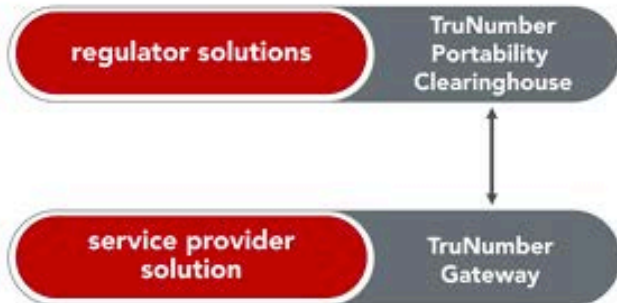 regulator solutions
TruNumber
Portability
Clearinghouse
service provider
solution
TruNumber
Gateway